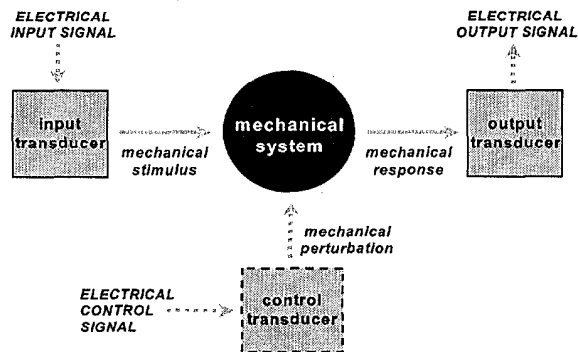 ELECTRICAL
INPUT SIGNAL
ELECTRICAL
OUTPUT SIGNAL
input
transducer
mechanical
stimulus
mechanical
system
mechanical
response
output
transducer
mechanical
perturbation
ELECTRICAL
CONTROL
SIGNAL
control
transducer